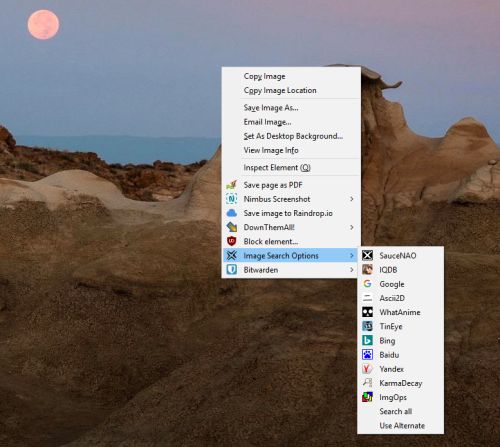 Copy Image
Copy Image Location
Save Image As...
Email Image...
Set As Desktop Background...
View Image Info
Inspect Element (Q)
Save page as PDF
Nimbus Screenshot
Save image to Raindrop.io
DownThemAll!
Block element...
Image Search Options
Bitwarden
SauceNAO
IQDB
Google
Ascii2D
WhatAnime
TinEye
Bing
Baidu
Yandex
KarmaDecay
ImgOps
Search all
Use Alternate